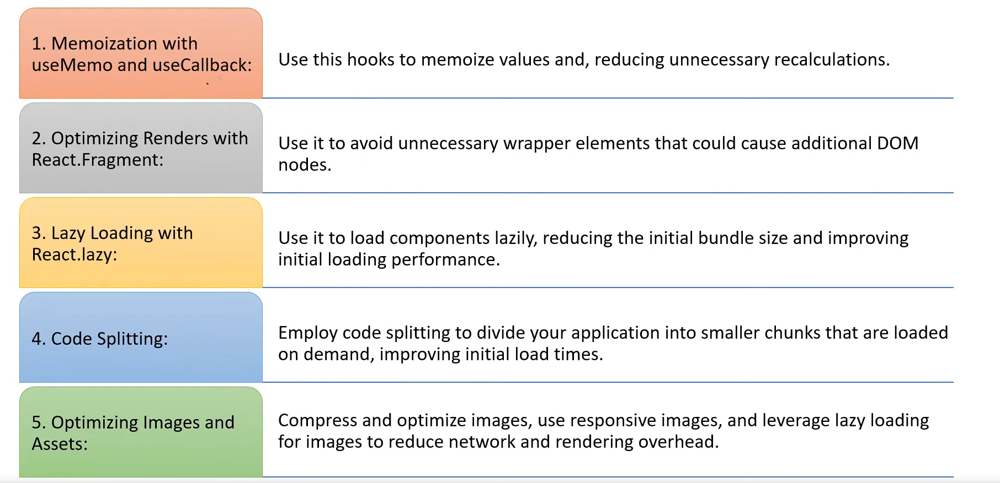 1. Memoization with
useMemo and useCallback:
Use this hooks to memoize values and, reducing unnecessary recalculations.
2. Optimizing Renders with
React.Fragment:
Use it to avoid unnecessary wrapper elements that could cause additional DOM
nodes.
3. Lazy Loading with
React.lazy:
Use it to load components lazily, reducing the initial bundle size and improving
initial loading performance.
4. Code Splitting:
Employ code splitting to divide your application into smaller chunks that are loaded
on demand, improving initial load times.
5. Optimizing Images and
Assets:
Compress and optimize images, use responsive images, and leverage lazy loading
for images to reduce network and rendering overhead.